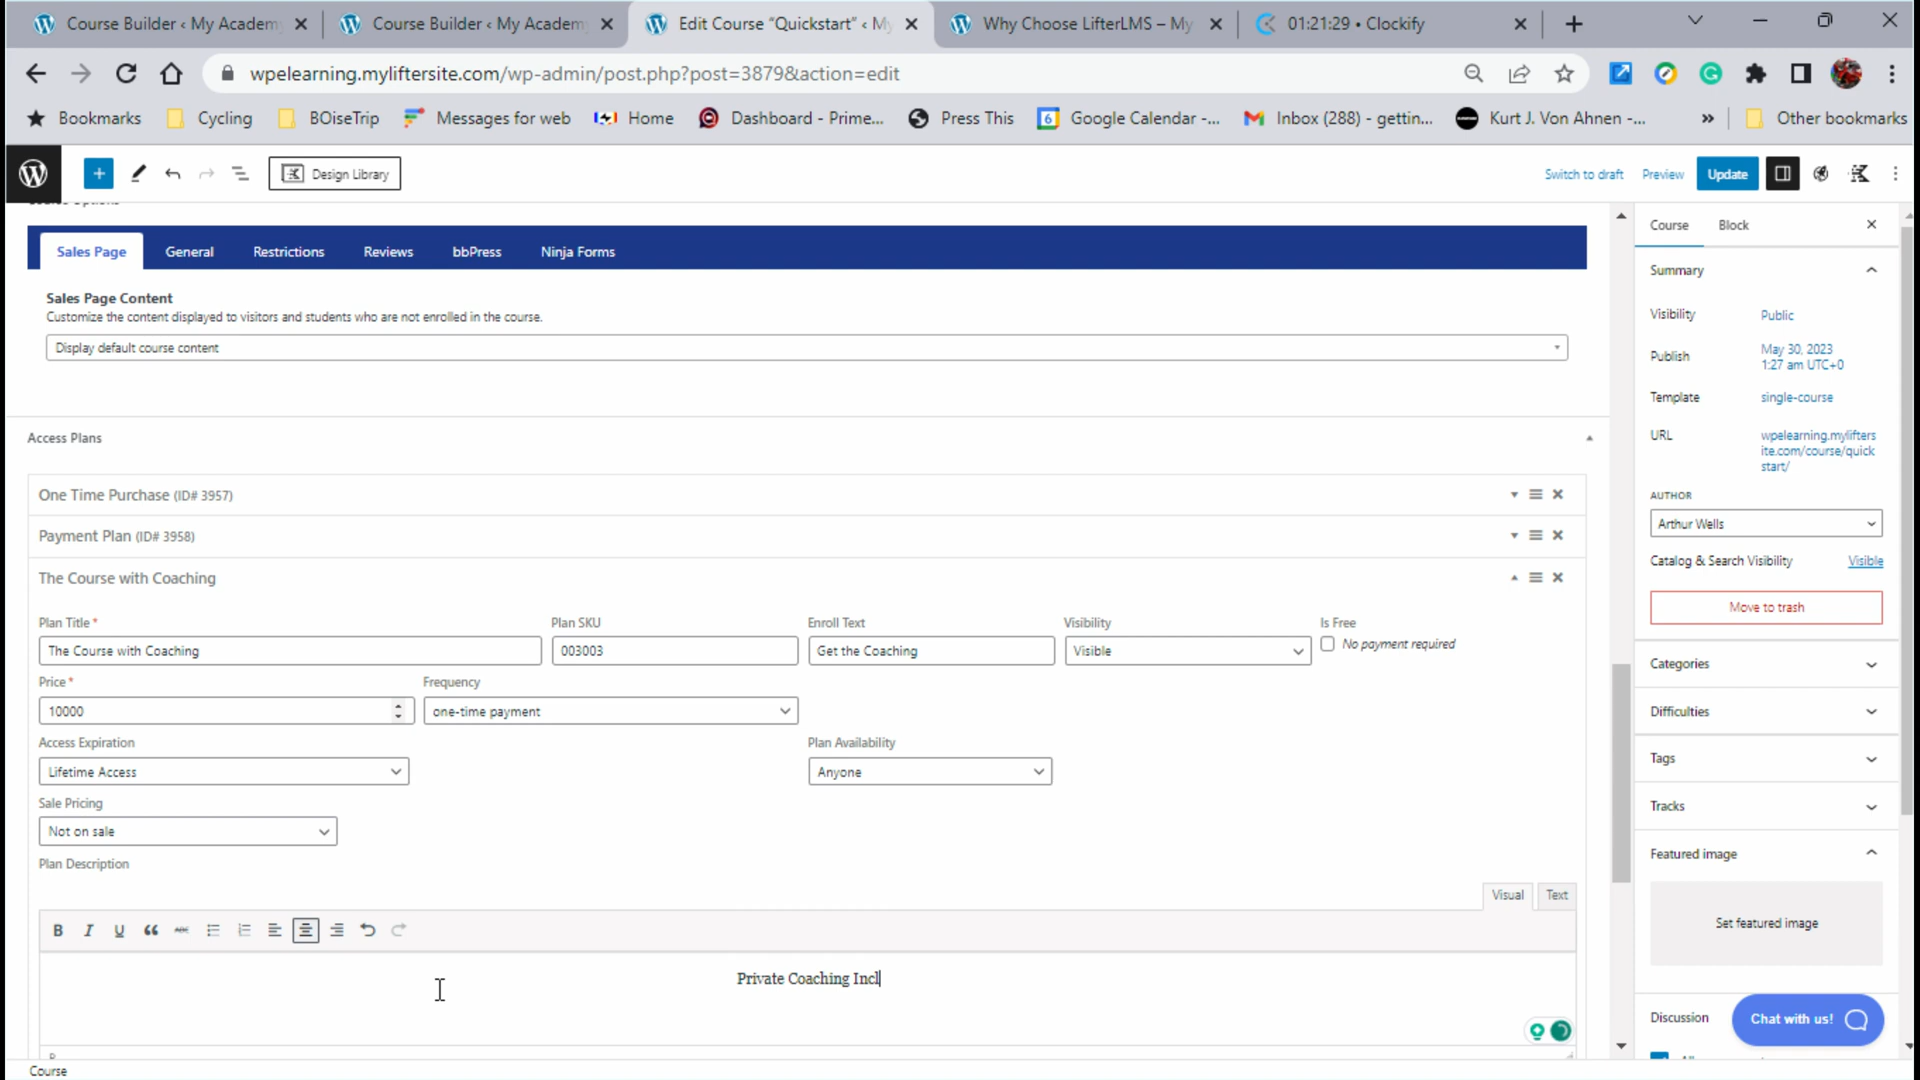 Course Builder ‹ My Academ
Course Builder ‹ My Academ
Edit Course “Quickstart” ‹ M
Why Choose LifterLMS – My
01:21:29 • Clockify
wpelearning.myliftersite.com/wp-admin/post.php?post=3879&action=edit
Bookmarks
Cycling
BOiseTrip
Messages for web
Home
Dashboard - Prime...
Press This
Google Calendar -...
Inbox (288) - gettin...
Kurt J. Von Ahnen -...
»
Other bookmarks
Design Library
Switch to draft
Preview
Update
Sales Page
General
Restrictions
Reviews
bbPress
Ninja Forms
Sales Page Content
Customize the content displayed to visitors and students who are not enrolled in the course.
Display default course content
Access Plans
One Time Purchase (ID# 3957)
Payment Plan (ID# 3958)
The Course with Coaching
Plan Title *
Plan SKU
Enroll Text
Visibility
Is Free
The Course with Coaching
003003
Get the Coaching
Visible
No payment required
Price *
Frequency
10000
one-time payment
Access Expiration
Plan Availability
Lifetime Access
Anyone
Sale Pricing
Not on sale
Plan Description
Visual
Text
B I U
Private Coaching Incl
Course
Course
Block
Summary
Visibility
Public
Publish
May 30, 2023
1:27 am UTC+0
Template
single-course
URL
wpelearning.mylifters
ite.com/course/quick
start/
AUTHOR
Arthur Wells
Catalog & Search Visibility
Visible
Move to trash
Categories
Difficulties
Tags
Tracks
Featured image
Set featured image
Discussion
Chat with us!